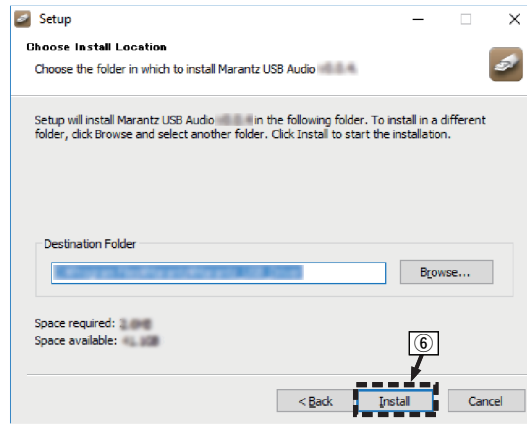 Setup
Choose Install Location
Choose the folder in which to install Marantz USB Audio
Setup will install Marantz USB Audio in the following folder. To install in a different
folder, click Browse and select another folder. Click Install to start the installation.
Destination Folder
Browse...
Space required:
Space available:
⑥
< Back Install Cancel